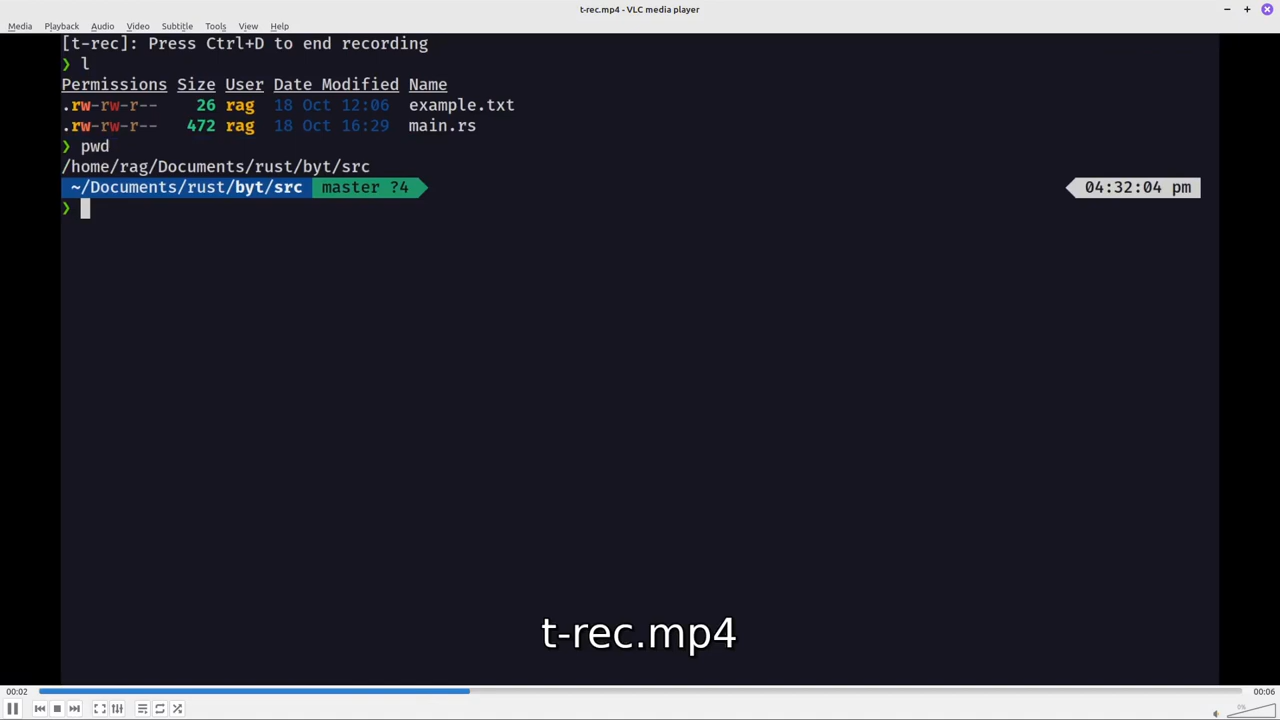 t-rec.mp4 - VLC media player
Media Playback Audio Video Subtitle Tools View Help
[t-rec]: Press Ctrl+D to end recording
❯ l
Permissions Size User Date Modified Name
.rw-rw-r-- 26 rag 18 Oct 12:06 example.txt
.rw-rw-r-- 472 rag 18 Oct 16:29 main.rs
❯ pwd
/home/rag/Documents/rust/byt/src
~/Documents/rust/byt/src master ?4 04:32:04 pm
❯
t-rec.mp4
00:02 00:06
0%